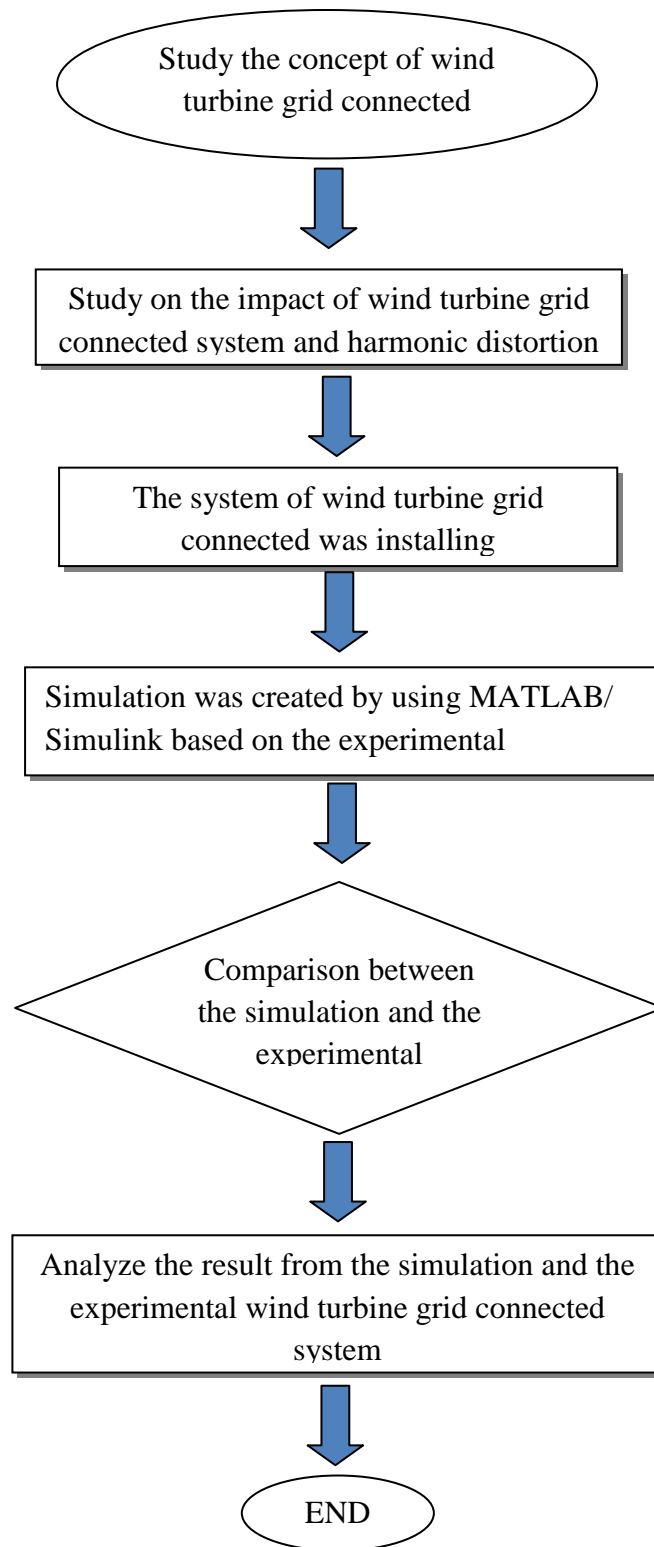 Study the concept of wind
turbine grid connected
Study on the impact of wind turbine grid
connected system and harmonic distortion
The system of wind turbine grid
connected was installing
Simulation was created by using MATLAB/
Simulink based on the experimental
Comparison between
the simulation and the
experimental
Analyze the result from the simulation and the
experimental wind turbine grid connected
system
END